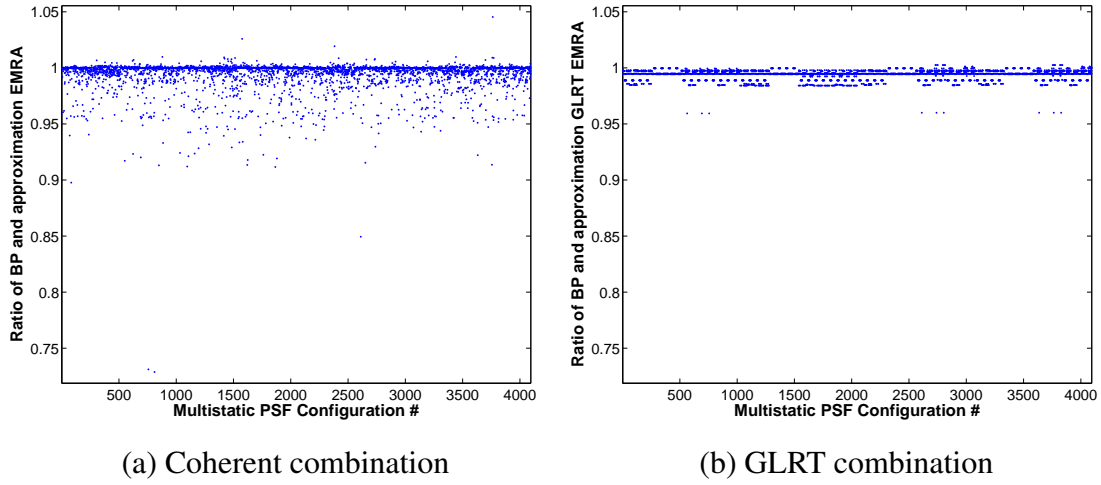 1.05
1
0.95
0.9
0.85
0.8
0.75
Ratio of BP and approximation EMRA
500 1000 1500 2000 2500 3000 3500 4000
Multistatic PSF Configuration #
(a) Coherent combination
1.05
1
0.95
0.9
0.85
0.8
0.75
Ratio of BP and approximation GLRT EMRA
500 1000 1500 2000 2500 3000 3500 4000
Multistatic PSF Configuration #
(b) GLRT combination